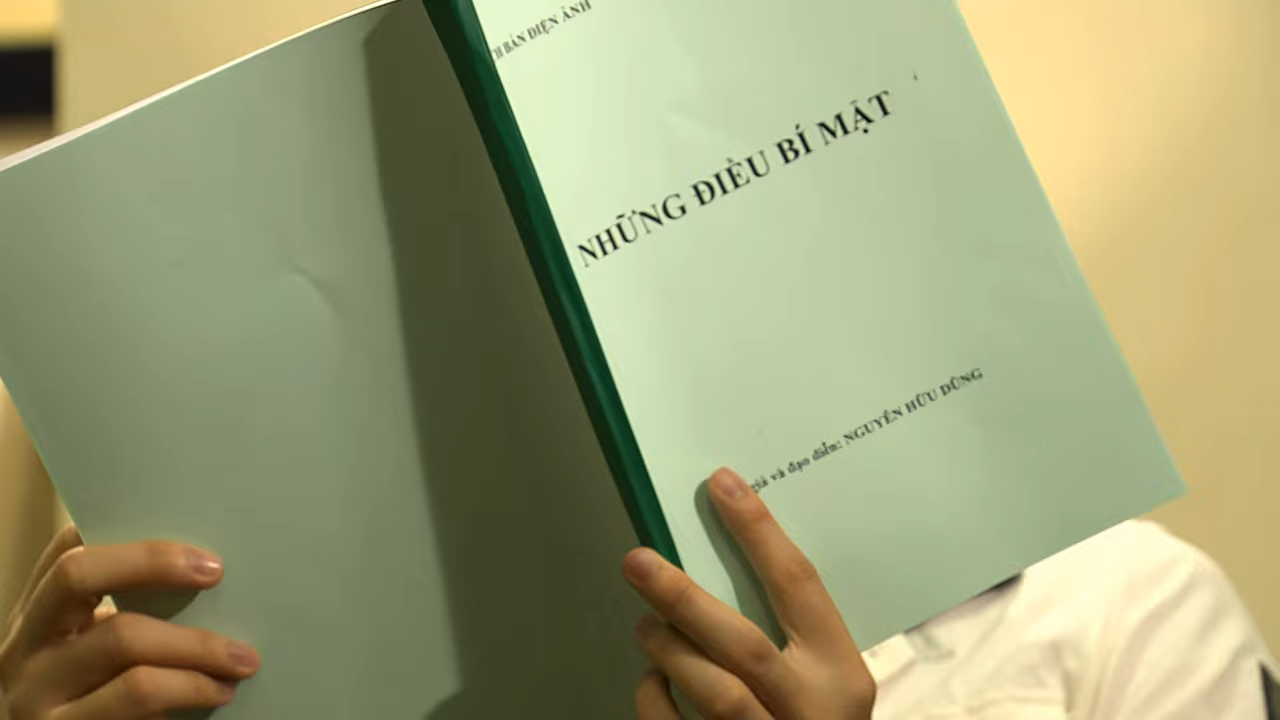 BẢN ĐIỆN ẢNH
NHỮNG ĐIỀU BÍ MẬT
giả và đạo diễn: NGUYỄN HỮU DŨNG